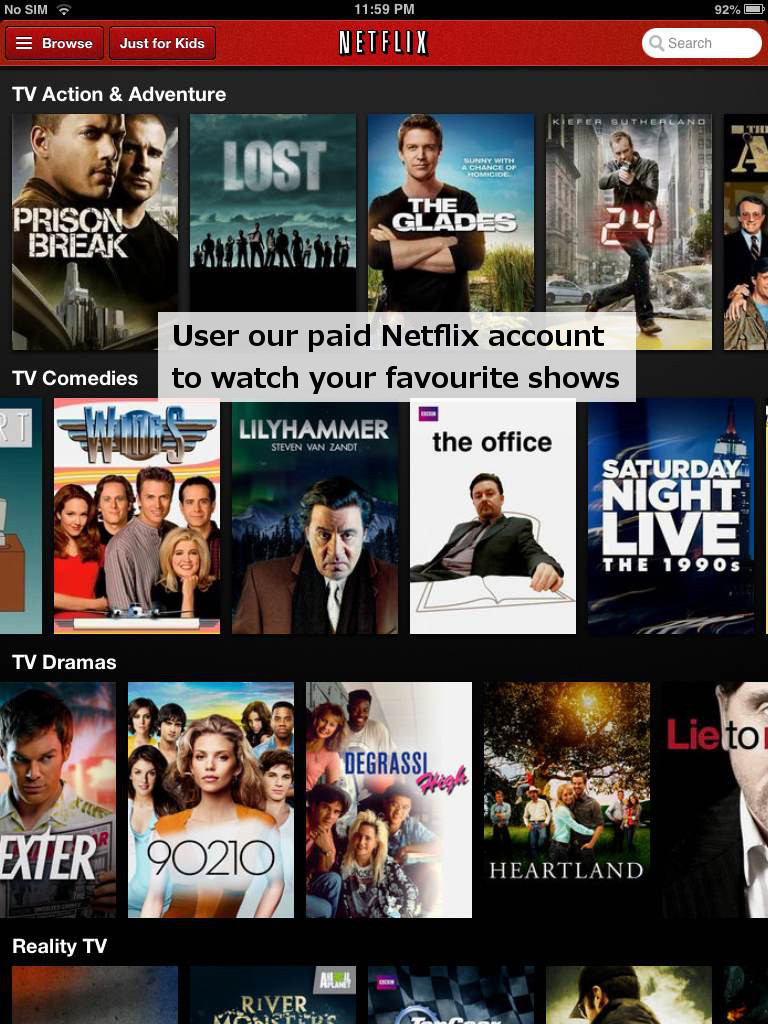 No SIM 11:59 PM 92%
Browse Just for Kids NETFLIX Search
TV Action & Adventure
PRISON
BREAK
LOST
SUNNY WITH
A CHANCE OF
HOMICIDE.
THE
GLADES
KIEFER SUTHERLAND
24
THE
A
User our paid Netflix account
to watch your favourite shows
TV Comedies
RT
WINGS
LILYHAMMER
STEVEN VAN ZANDT
BBC
the office
SATURDAY
NIGHT
LIVE
THE 1990s
TV Dramas
EXTER
90210
DEGRASSI
High
HEARTLAND
Lie to
Reality TV
ANIMAL
PLANET
RIVER
MONSTERS
BBC
TopGear